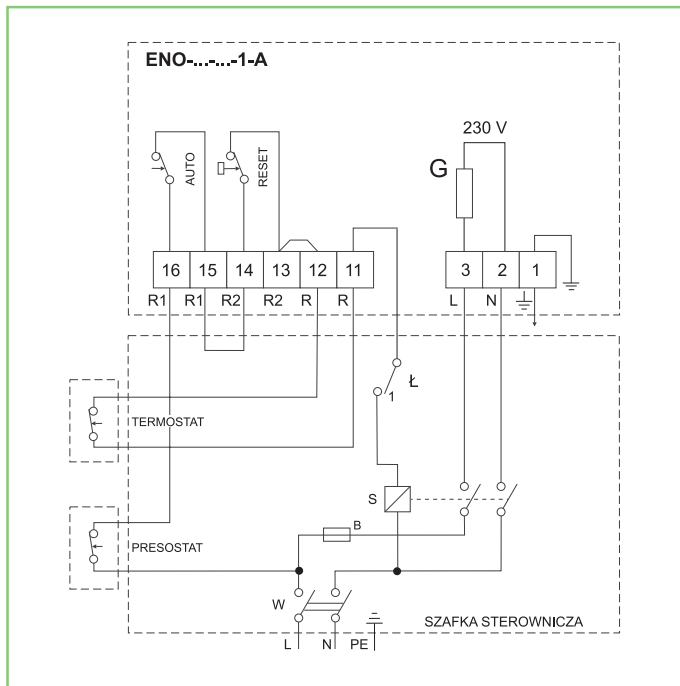 ENO-...-...-1-A
230 V
G
AUTO
RESET
16 15 14 13 12 11
3 2 1
R1 R1 R2 R2 R R
L N
Ł
1
TERMOSTAT
S
B
PRESOSTAT
W
SZAFKA STEROWNICZA
L N PE